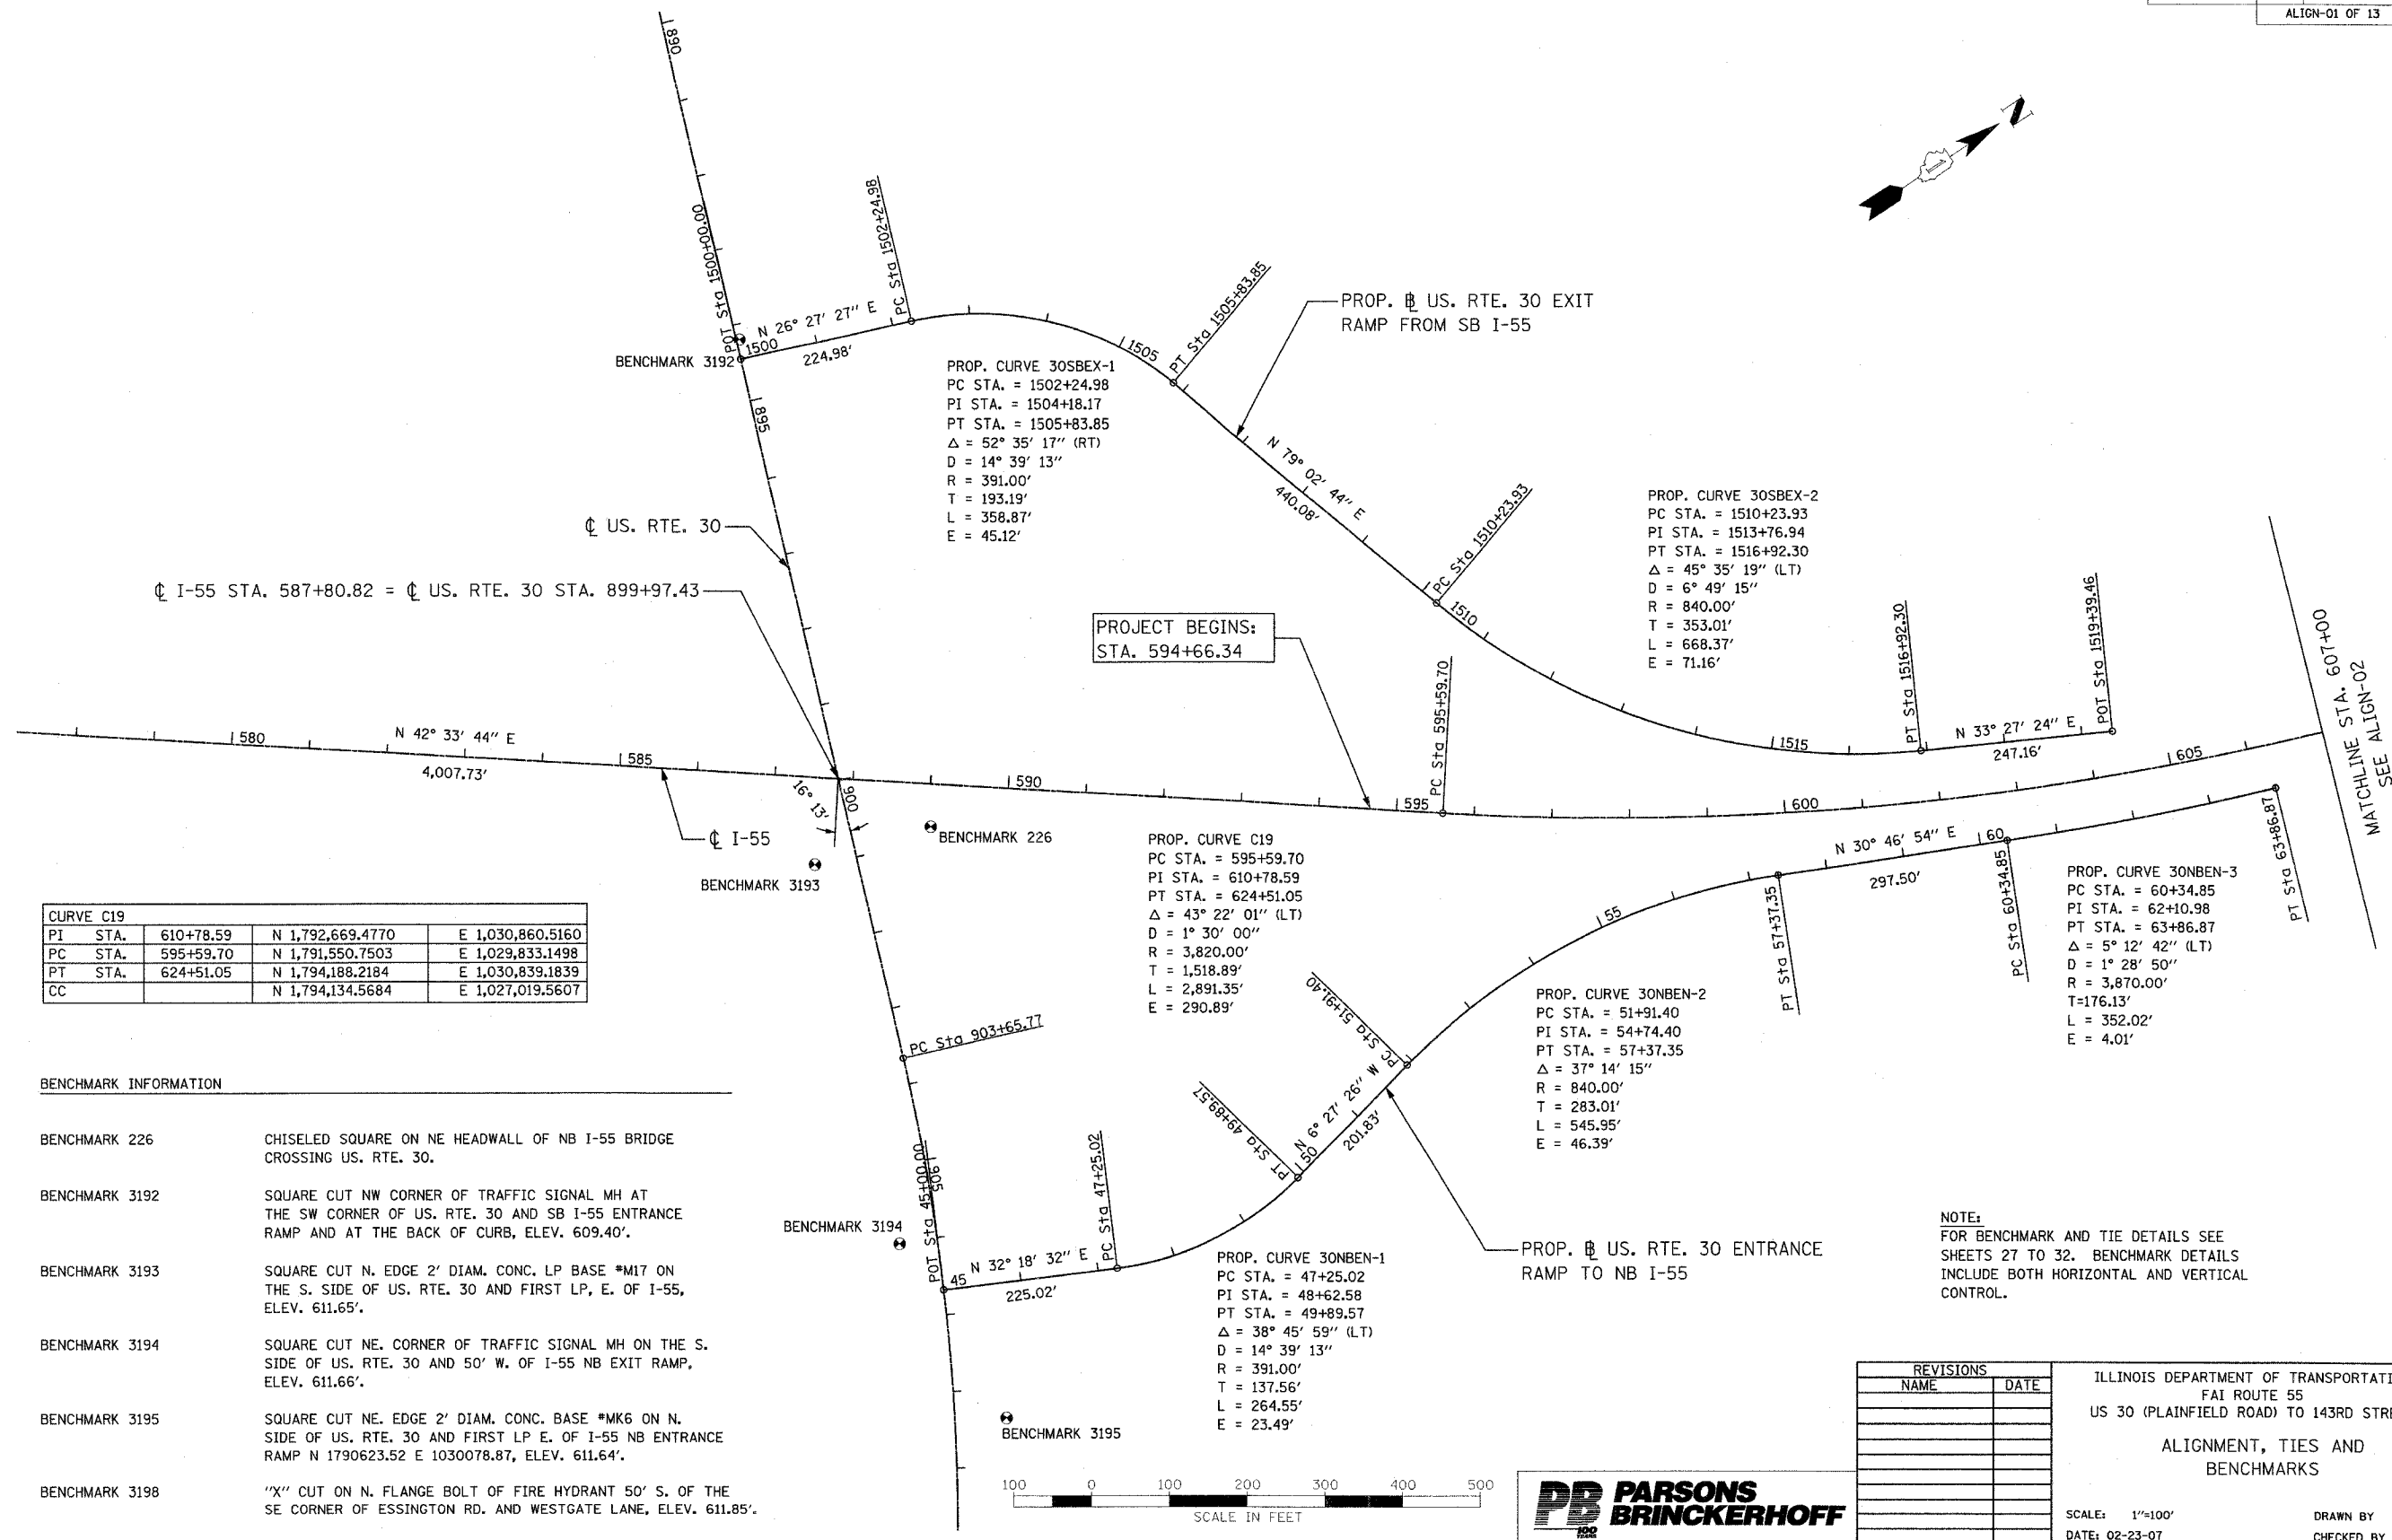 ALIGN-01 OF 13
890
POT Sta 1500+00.00
PC Sta 1502+24.98
N 26° 27' 27" E
1500
224.98'
BENCHMARK 3192
895
1505
PT Sta 1505+83.85
PROP. ⅊ US. RTE. 30 EXIT
RAMP FROM SB I-55
PROP. CURVE 30SBEX-1
PC STA. = 1502+24.98
PI STA. = 1504+18.17
PT STA. = 1505+83.85
Δ = 52° 35' 17" (RT)
D = 14° 39' 13"
R = 391.00'
T = 193.19'
L = 358.87'
E = 45.12'
N 79° 02' 44" E
440.08'
PC Sta 1510+23.93
1510
PROP. CURVE 30SBEX-2
PC STA. = 1510+23.93
PI STA. = 1513+76.94
PT STA. = 1516+92.30
Δ = 45° 35' 19" (LT)
D = 6° 49' 15"
R = 840.00'
T = 353.01'
L = 668.37'
E = 71.16'
℄ US. RTE. 30
℄ I-55 STA. 587+80.82 = ℄ US. RTE. 30 STA. 899+97.43
PROJECT BEGINS:
STA. 594+66.34
PC Sta 595+59.70
1515
PT Sta 1516+92.30
N 33° 27' 24" E
247.16'
POT Sta 1519+39.46
MATCHLINE STA. 607+00
SEE ALIGN-02
580
N 42° 33' 44" E
4,007.73'
585
590
595
600
605
16° 13'
900
℄ I-55
BENCHMARK 226
BENCHMARK 3193
PROP. CURVE C19
PC STA. = 595+59.70
PI STA. = 610+78.59
PT STA. = 624+51.05
Δ = 43° 22' 01" (LT)
D = 1° 30' 00"
R = 3,820.00'
T = 1,518.89'
L = 2,891.35'
E = 290.89'
N 30° 46' 54" E
297.50'
60
55
PT Sta 57+37.35
PC Sta 60+34.85
PT Sta 63+86.87
PROP. CURVE 30NBEN-3
PC STA. = 60+34.85
PI STA. = 62+10.98
PT STA. = 63+86.87
Δ = 5° 12' 42" (LT)
D = 1° 28' 50"
R = 3,870.00'
T=176.13'
L = 352.02'
E = 4.01'
CURVE C19
PI STA. 610+78.59 N 1,792,669.4770 E 1,030,860.5160
PC STA. 595+59.70 N 1,791,550.7503 E 1,029,833.1498
PT STA. 624+51.05 N 1,794,188.2184 E 1,030,839.1839
CC N 1,794,134.5684 E 1,027,019.5607
PC Sta 903+65.77
PC Sta 51+91.40
PROP. CURVE 30NBEN-2
PC STA. = 51+91.40
PI STA. = 54+74.40
PT STA. = 57+37.35
Δ = 37° 14' 15"
R = 840.00'
T = 283.01'
L = 545.95'
E = 46.39'
PT Sta 49+89.57
N 6° 27' 26" W
201.83'
50
905
POT Sta 45+00.00
PC Sta 47+25.02
BENCHMARK 3194
45
N 32° 18' 32" E
225.02'
PROP. ⅊ US. RTE. 30 ENTRANCE
RAMP TO NB I-55
PROP. CURVE 30NBEN-1
PC STA. = 47+25.02
PI STA. = 48+62.58
PT STA. = 49+89.57
Δ = 38° 45' 59" (LT)
D = 14° 39' 13"
R = 391.00'
T = 137.56'
L = 264.55'
E = 23.49'
BENCHMARK 3195
BENCHMARK INFORMATION
BENCHMARK 226 CHISELED SQUARE ON NE HEADWALL OF NB I-55 BRIDGE
CROSSING US. RTE. 30.
BENCHMARK 3192 SQUARE CUT NW CORNER OF TRAFFIC SIGNAL MH AT
THE SW CORNER OF US. RTE. 30 AND SB I-55 ENTRANCE
RAMP AND AT THE BACK OF CURB, ELEV. 609.40'.
BENCHMARK 3193 SQUARE CUT N. EDGE 2' DIAM. CONC. LP BASE #M17 ON
THE S. SIDE OF US. RTE. 30 AND FIRST LP, E. OF I-55,
ELEV. 611.65'.
BENCHMARK 3194 SQUARE CUT NE. CORNER OF TRAFFIC SIGNAL MH ON THE S.
SIDE OF US. RTE. 30 AND 50' W. OF I-55 NB EXIT RAMP,
ELEV. 611.66'.
BENCHMARK 3195 SQUARE CUT NE. EDGE 2' DIAM. CONC. BASE #MK6 ON N.
SIDE OF US. RTE. 30 AND FIRST LP E. OF I-55 NB ENTRANCE
RAMP N 1790623.52 E 1030078.87, ELEV. 611.64'.
BENCHMARK 3198 "X" CUT ON N. FLANGE BOLT OF FIRE HYDRANT 50' S. OF THE
SE CORNER OF ESSINGTON RD. AND WESTGATE LANE, ELEV. 611.85'.
NOTE:
FOR BENCHMARK AND TIE DETAILS SEE
SHEETS 27 TO 32. BENCHMARK DETAILS
INCLUDE BOTH HORIZONTAL AND VERTICAL
CONTROL.
100 0 100 200 300 400 500
SCALE IN FEET
PB PARSONS
BRINCKERHOFF
100
YEARS
REVISIONS
NAME DATE
ILLINOIS DEPARTMENT OF TRANSPORTATI
FAI ROUTE 55
US 30 (PLAINFIELD ROAD) TO 143RD STRE
ALIGNMENT, TIES AND
BENCHMARKS
SCALE: 1"=100' DRAWN BY
DATE: 02-23-07 CHECKED BY
N